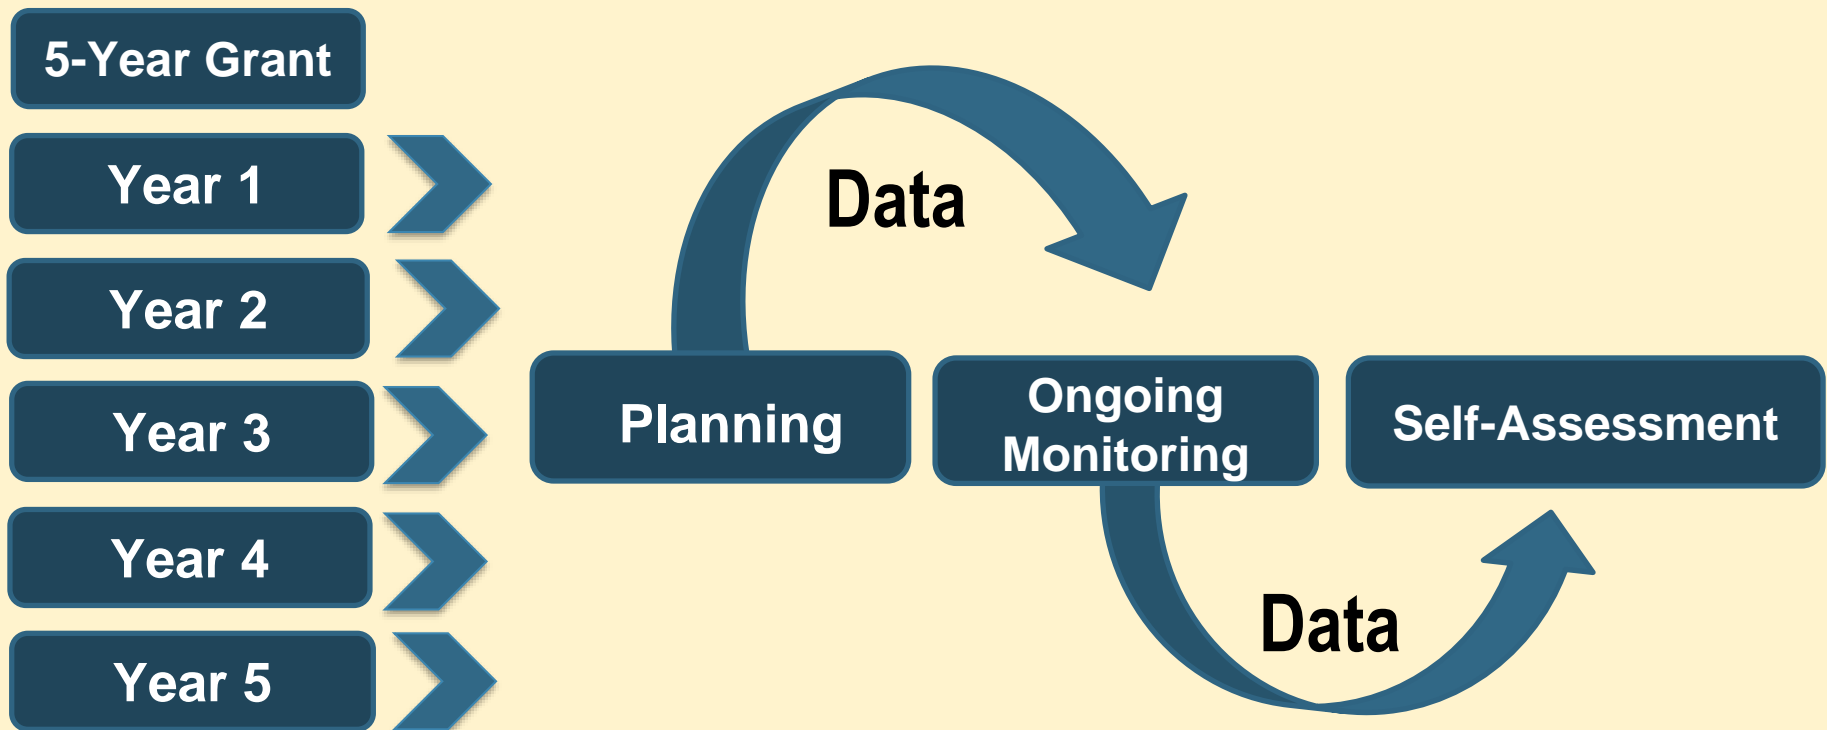 5-Year Grant
Year 1
Year 2
Year 3
Year 4
Year 5
Data
Planning
Ongoing
Monitoring
Self-Assessment
Data